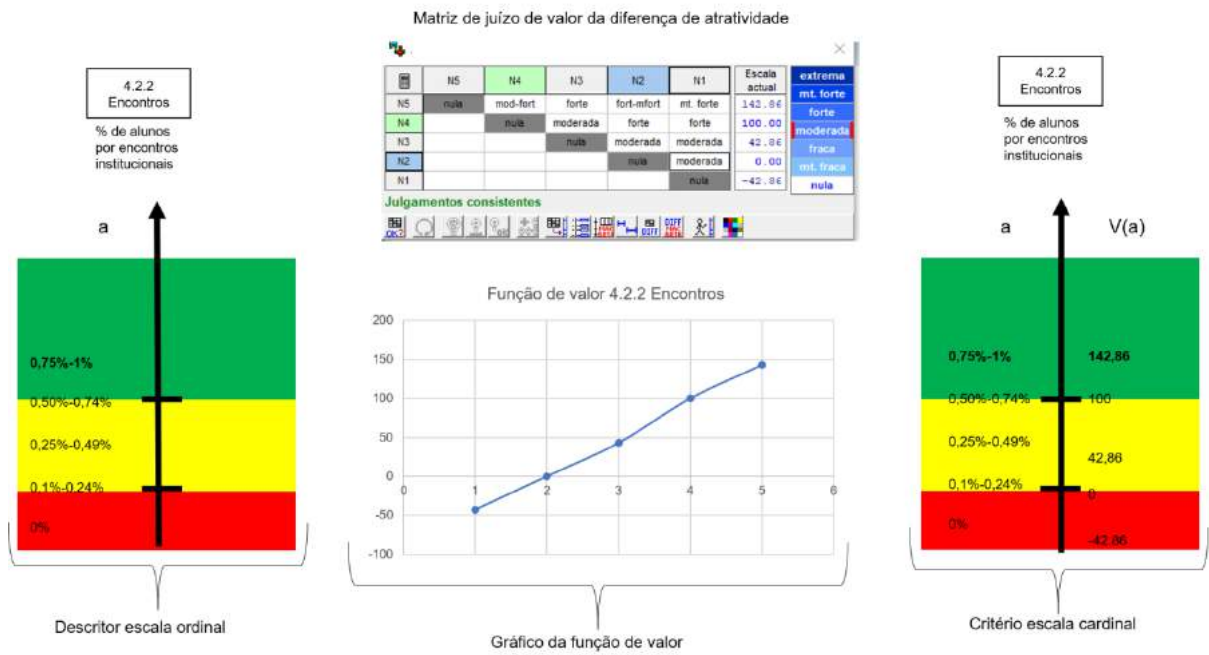 Matriz de juízo de valor da diferença de atratividade
4.2.2
Encontros
% de alunos
por encontros
institucionais
a
0,75%-1%
0,50%-0,74%
0,25%-0,49%
0,1%-0,24%
0%
Descritor escala ordinal
N5 N4 N3 N2 N1 Escala actual
N5 nula mod-fort forte fort-mfort mt. forte 142.86
N4 nula moderada forte forte 100.00
N3 nula moderada moderada 42.86
N2 nula moderada 0.00
N1 nula -42.86
extrema
mt. forte
forte
moderada
fraca
mt. fraca
nula
Julgamentos consistentes
OK?
DIFF
DIFF
Função de valor 4.2.2 Encontros
200
150
100
50
0
-50
-100
0 1 2 3 4 5 6
Gráfico da função de valor
4.2.2
Encontros
% de alunos
por encontros
institucionais
a V(a)
0,75%-1% 142,86
0,50%-0,74% 100
0,25%-0,49% 42,86
0,1%-0,24% 0
0% -42,86
Critério escala cardinal